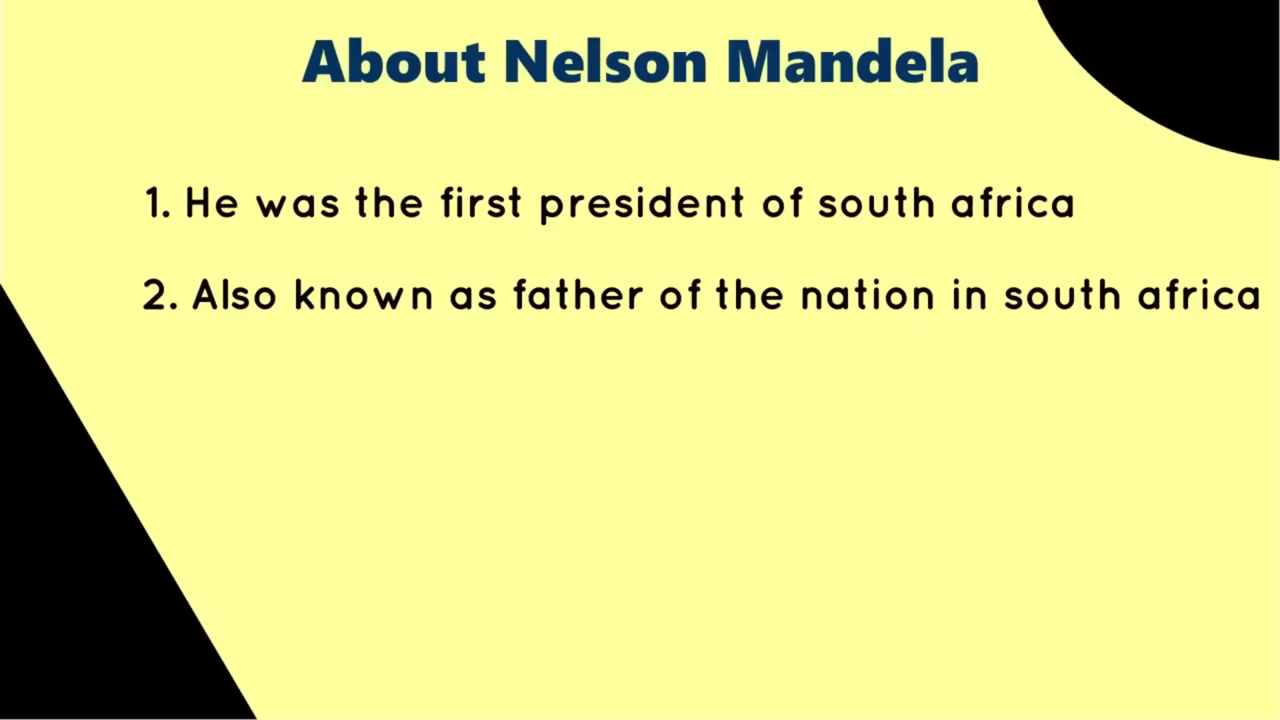 About Nelson Mandela
1. He was the first president of south africa
2. Also known as father of the nation in south africa